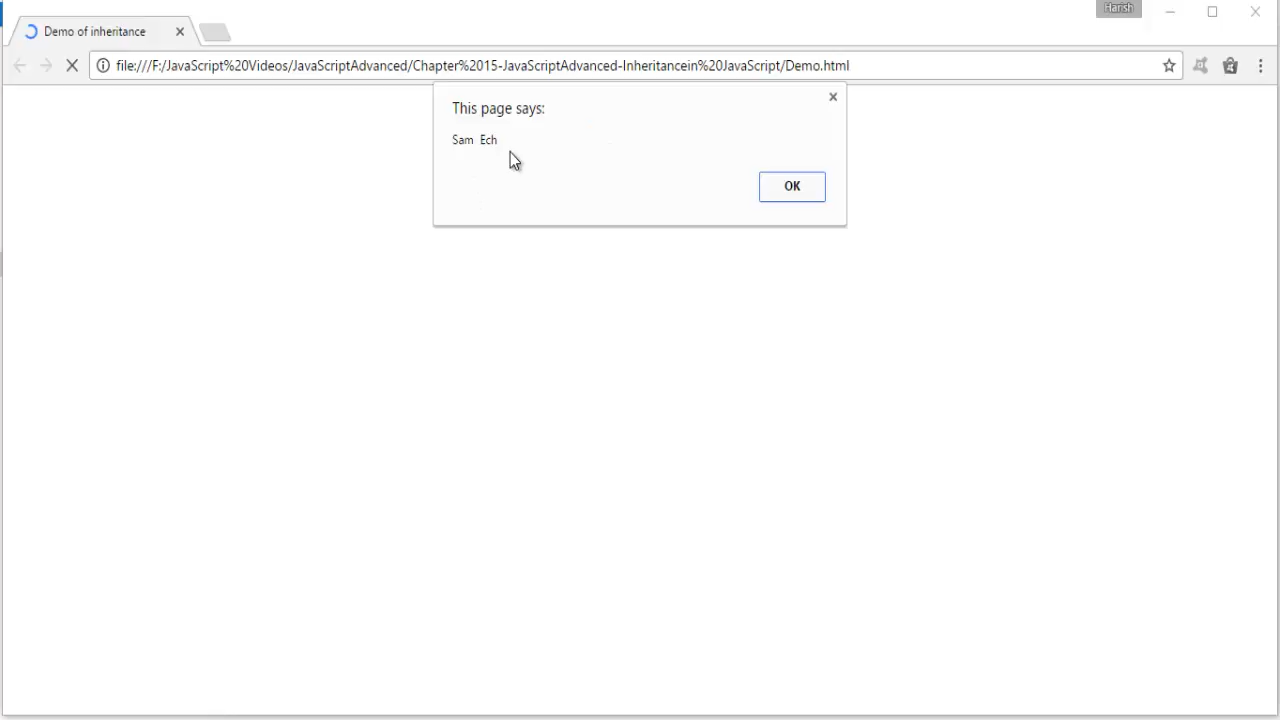 Harish
Demo of inheritance
file:///F:/JavaScript%20Videos/JavaScriptAdvanced/Chapter%2015-JavaScriptAdvanced-Inheritancein%20JavaScript/Demo.html
This page says:
Sam Ech
OK